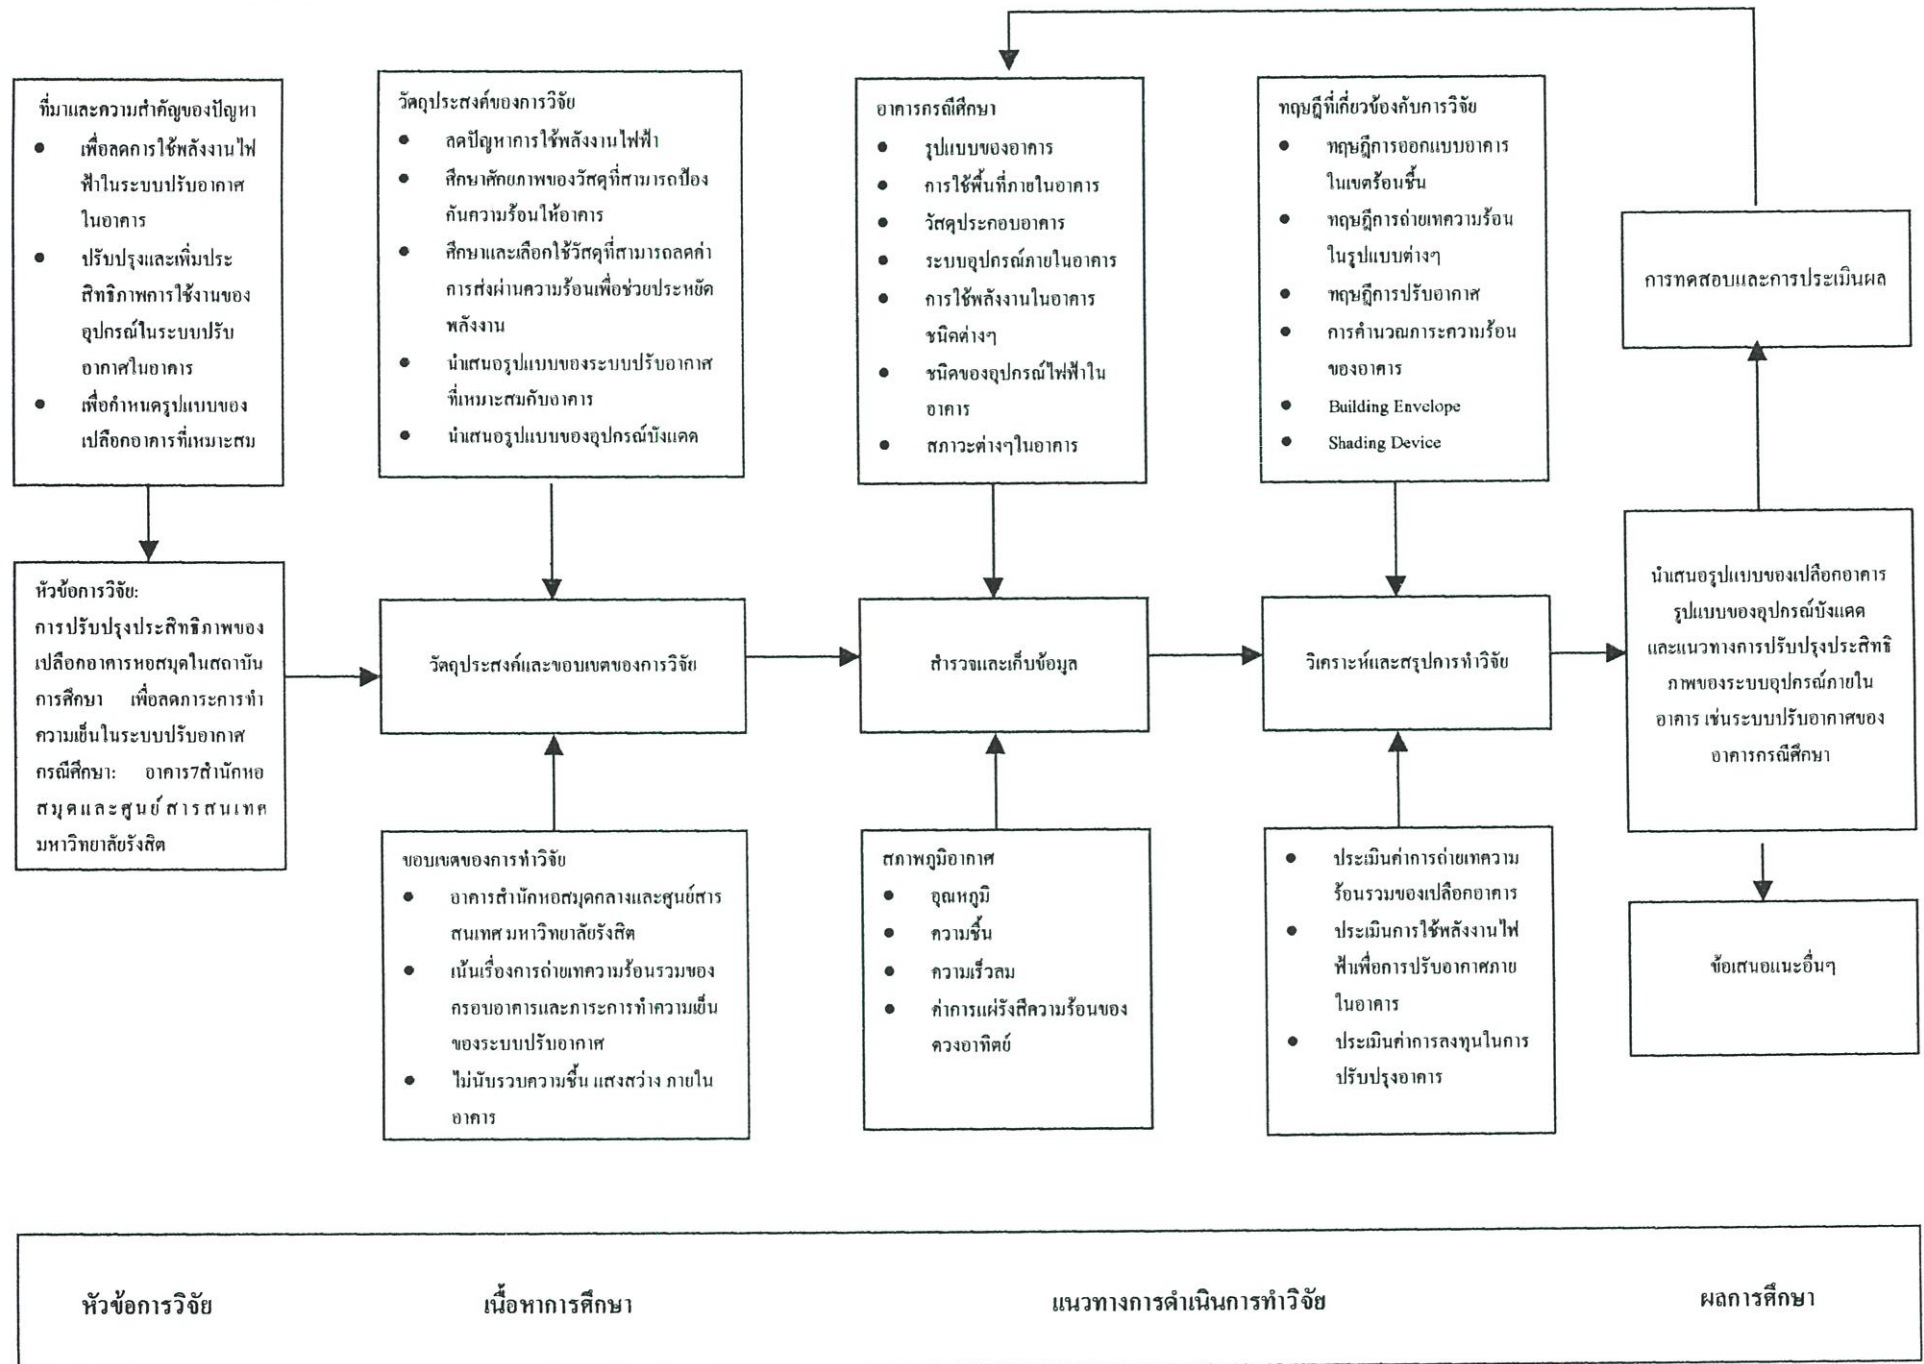 ที่มาและความสำคัญของปัญหา
● เพื่อลดการใช้พลังงานไฟ
ฟ้าในระบบปรับอากาศ
ในอาคาร
● ปรับปรุงและเพิ่มประ
สิทธิภาพการใช้งานของ
อุปกรณ์ในระบบปรับ
อากาศในอาคาร
● เพื่อกำหนดรูปแบบของ
เปลือกอาคารที่เหมาะสม
หัวข้อการวิจัย:
การปรับปรุงประสิทธิภาพของ
เปลือกอาคารหอสมุดในสถาบัน
การศึกษา เพื่อลดภาระการทำ
ความเย็นในระบบปรับอากาศ
กรณีศึกษา: อาคาร7สำนักหอ
สมุดและศูนย์สารสนเทศ
มหาวิทยาลัยรังสิต
วัตถุประสงค์ของการวิจัย
● ลดปัญหาการใช้พลังงานไฟฟ้า
● ศึกษาศักยภาพของวัสดุที่สามารถป้อง
กันความร้อนให้อาคาร
● ศึกษาและเลือกใช้วัสดุที่สามารถลดค่า
การส่งผ่านความร้อนเพื่อช่วยประหยัด
พลังงาน
● นำเสนอรูปแบบของระบบปรับอากาศ
ที่เหมาะสมกับอาคาร
● นำเสนอรูปแบบของอุปกรณ์บังแดด
วัตถุประสงค์และขอบเขตของการวิจัย
ขอบเขตของการทำวิจัย
● อาคารสำนักหอสมุดกลางและศูนย์สาร
สนเทศ มหาวิทยาลัยรังสิต
● เน้นเรื่องการถ่ายเทความร้อนรวมของ
กรอบอาคารและภาระการทำความเย็น
ของระบบปรับอากาศ
● ไม่นับรวบความชื้น แสงสว่าง ภายใน
อาคาร
อาคารกรณีศึกษา
● รูปแบบของอาคาร
● การใช้พื้นที่ภายในอาคาร
● วัสดุประกอบอาคาร
● ระบบอุปกรณ์ภายในอาคาร
● การใช้พลังงานในอาคาร
ชนิดต่างๆ
● ชนิดของอุปกรณ์ไฟฟ้าใน
อาคาร
● สภาวะต่างๆในอาคาร
สำรวจและเก็บข้อมูล
สภาพภูมิอากาศ
● อุณหภูมิ
● ความชื้น
● ความเร็วลม
● ค่าการแผ่รังสีความร้อนของ
ดวงอาทิตย์
ทฤษฎีที่เกี่ยวข้องกับการวิจัย
● ทฤษฎีการออกแบบอาคาร
ในเขตร้อนชื้น
● ทฤษฎีการถ่ายเทความร้อน
ในรูปแบบต่างๆ
● ทฤษฎีการปรับอากาศ
● การคำนวณภาระความร้อน
ของอาคาร
● Building Envelope
● Shading Device
วิเคราะห์และสรุปการทำวิจัย
● ประเมินค่าการถ่ายเทความ
ร้อนรวมของเปลือกอาคาร
● ประเมินการใช้พลังงานไฟ
ฟ้าเพื่อการปรับอากาศภาย
ในอาคาร
● ประเมินค่าการลงทุนในการ
ปรับปรุงอาคาร
การทดสอบและการประเมินผล
นำเสนอรูปแบบของเปลือกอาคาร
รูปแบบของอุปกรณ์บังแดด
และแนวทางการปรับปรุงประสิทธิ
ภาพของระบบอุปกรณ์ภายใน
อาคาร เช่นระบบปรับอากาศของ
อาคารกรณีศึกษา
ข้อเสนอแนะอื่นๆ
หัวข้อการวิจัย
เนื้อหาการศึกษา
แนวทางการดำเนินการทำวิจัย
ผลการศึกษา